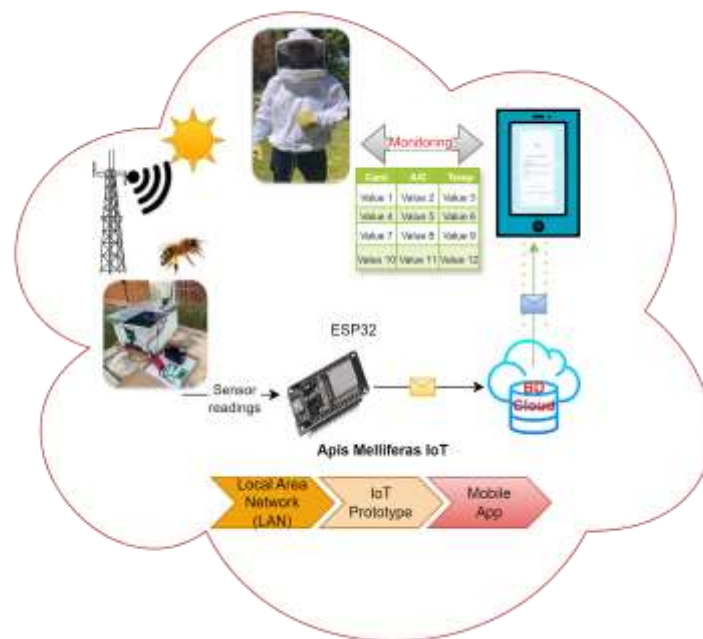 Monitoring
Cant A/C Temp
Value 1 Value 2 Value 3
Value 4 Value 5 Value 6
Value 7 Value 8 Value 9
Value 10 Value 11 Value 12
ESP32
Sensor
readings
BD
Cloud
Apis Melliferas IoT
Local Area
Network
(LAN)
IoT
Prototype
Mobile
App